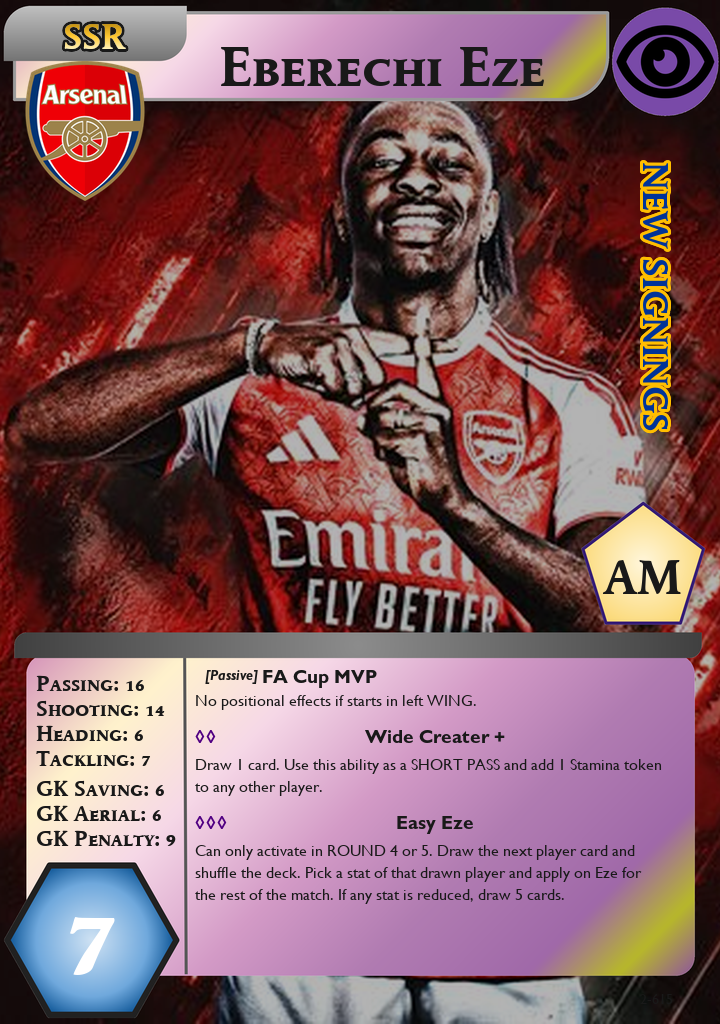 SSR
Eberechi Eze
Arsenal
NEW SIGNINGS
Arsenal
Emira
FLY BETTER
AM
Passing: 16
Shooting: 14
Heading: 6
Tackling: 7
GK Saving: 6
GK Aerial: 6
GK Penalty: 9
7
[Passive] FA Cup MVP
No positional effects if starts in left WING.
◊◊ Wide Creater +
Draw 1 card. Use this ability as a SHORT PASS and add 1 Stamina token
to any other player.
◊◊◊ Easy Eze
Can only activate in ROUND 4 or 5. Draw the next player card and
shuffle the deck. Pick a stat of that drawn player and apply on Eze for
the rest of the match. If any stat is reduced, draw 5 cards.